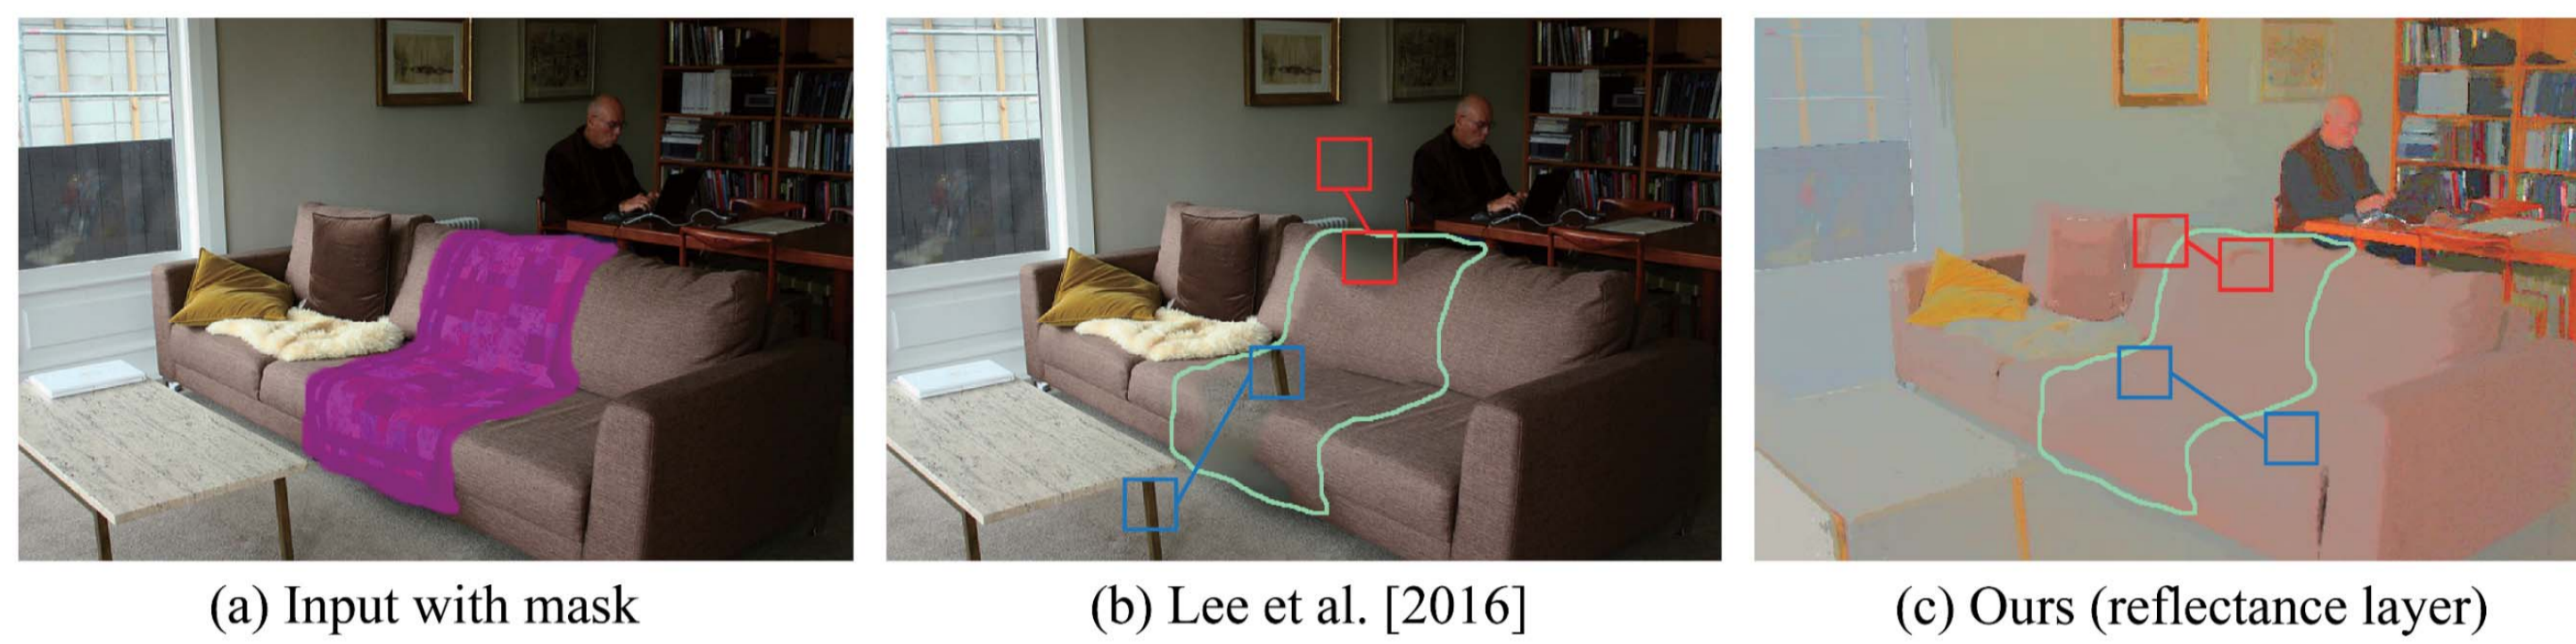 (a) Input with mask
(b) Lee et al. [2016]
(c) Ours (reflectance layer)